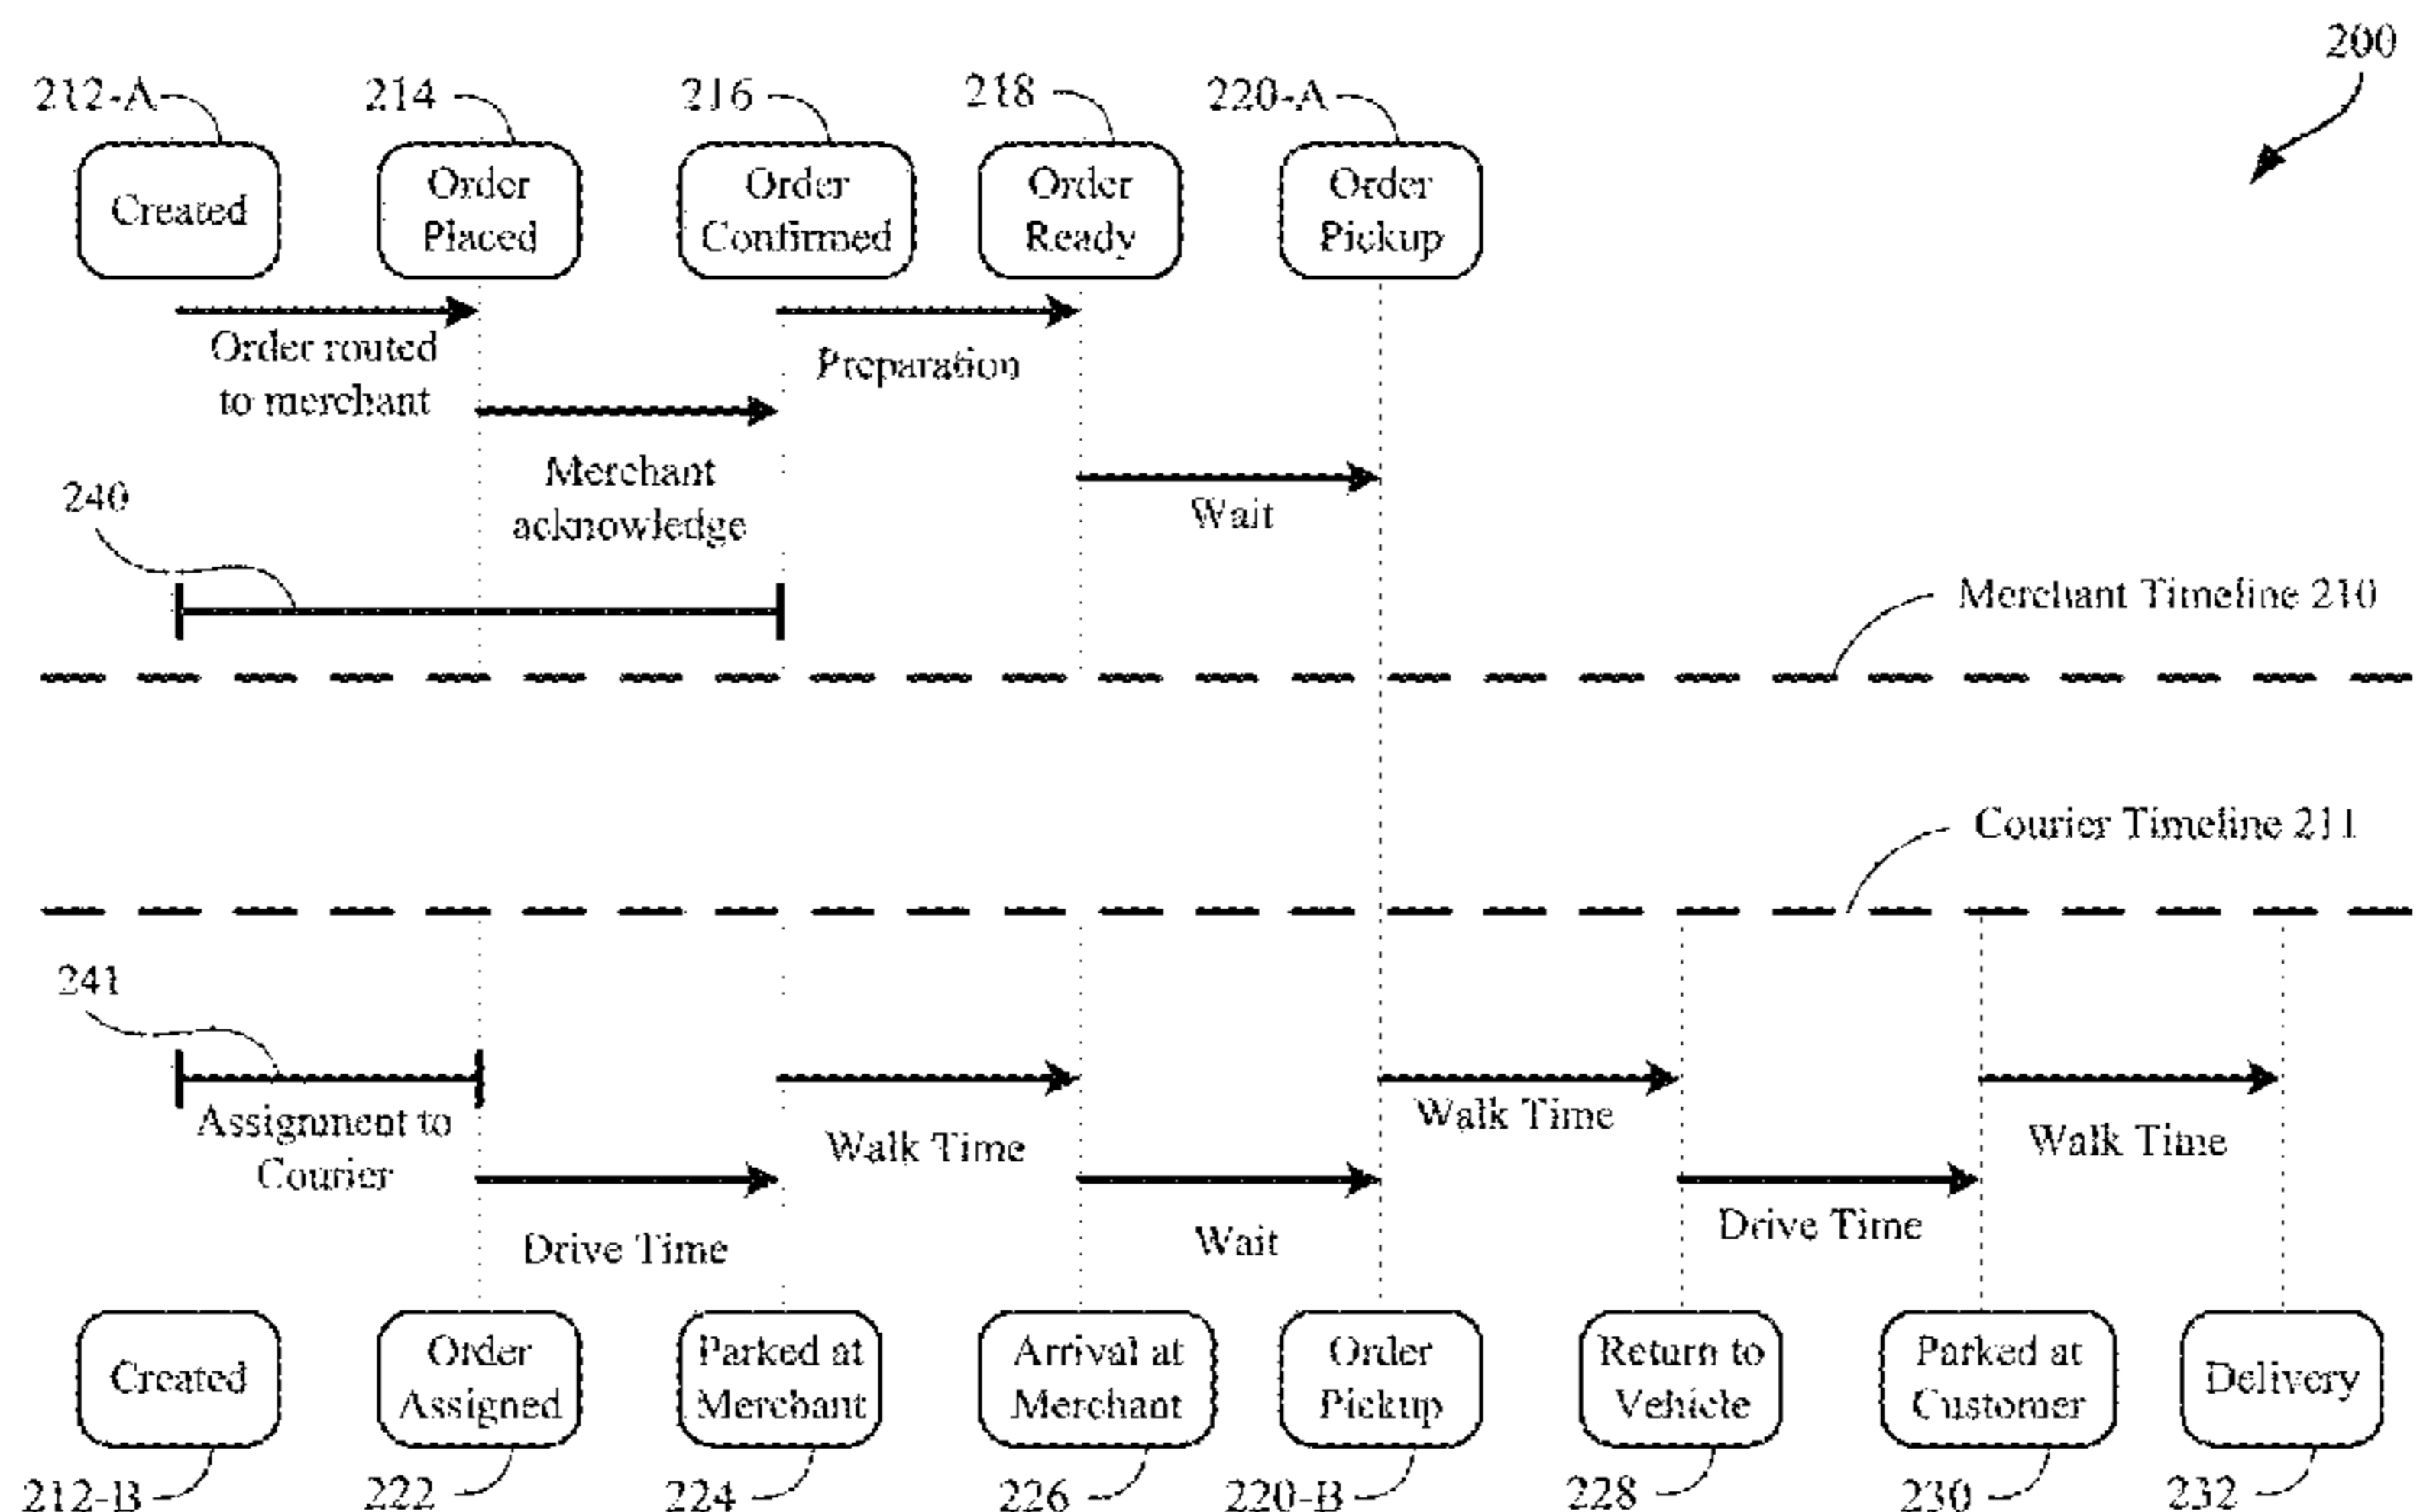 200
212-A
214
216
218
220-A
Created
Order
Placed
Order
Confirmed
Order
Ready
Order
Pickup
Order routed
to merchant
Preparation
Merchant
acknowledge
Wait
240
Merchant Timeline 210
Courier Timeline 211
241
Assignment to
Courier
Drive Time
Walk Time
Wait
Walk Time
Drive Time
Walk Time
Created
Order
Assigned
Parked at
Merchant
Arrival at
Merchant
Order
Pickup
Return to
Vehicle
Parked at
Customer
Delivery
212-B
222
224
226
220-B
228
230
232